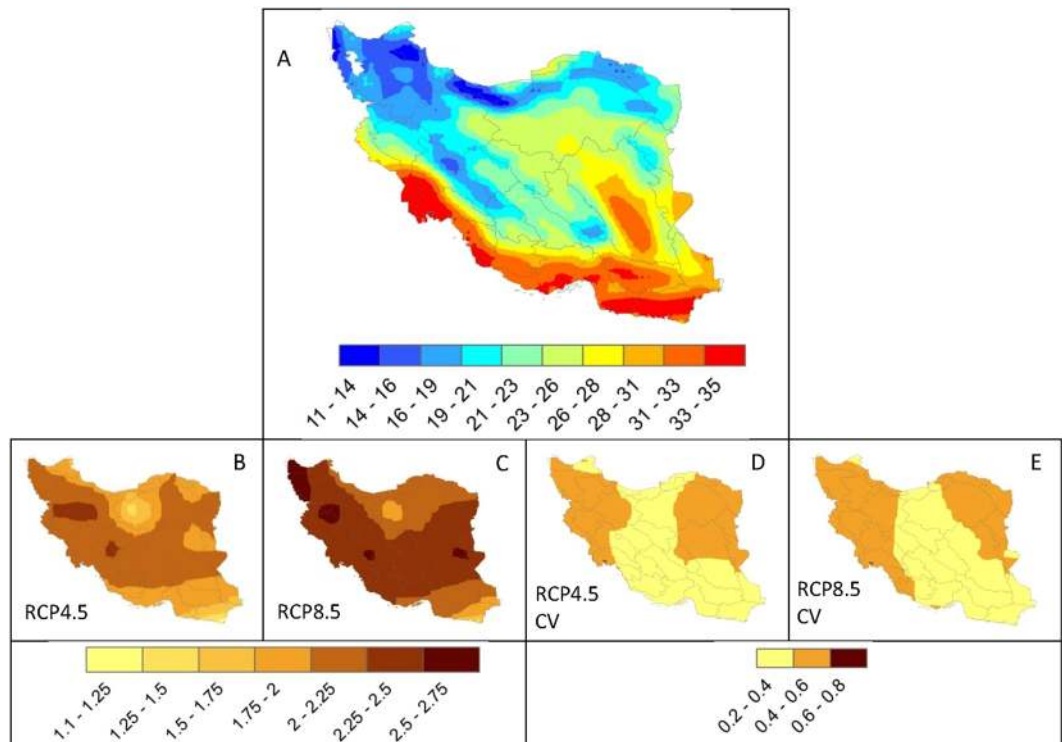 A
11 - 14
14 - 16
16 - 19
19 - 21
21 - 23
23 - 26
26 - 28
28 - 31
31 - 33
33 - 35
B
RCP4.5
C
RCP8.5
D
RCP4.5
CV
E
RCP8.5
CV
1.1 - 1.25
1.25 - 1.5
1.5 - 1.75
1.75 - 2
2 - 2.25
2.25 - 2.5
2.5 - 2.75
0.2 - 0.4
0.4 - 0.6
0.6 - 0.8